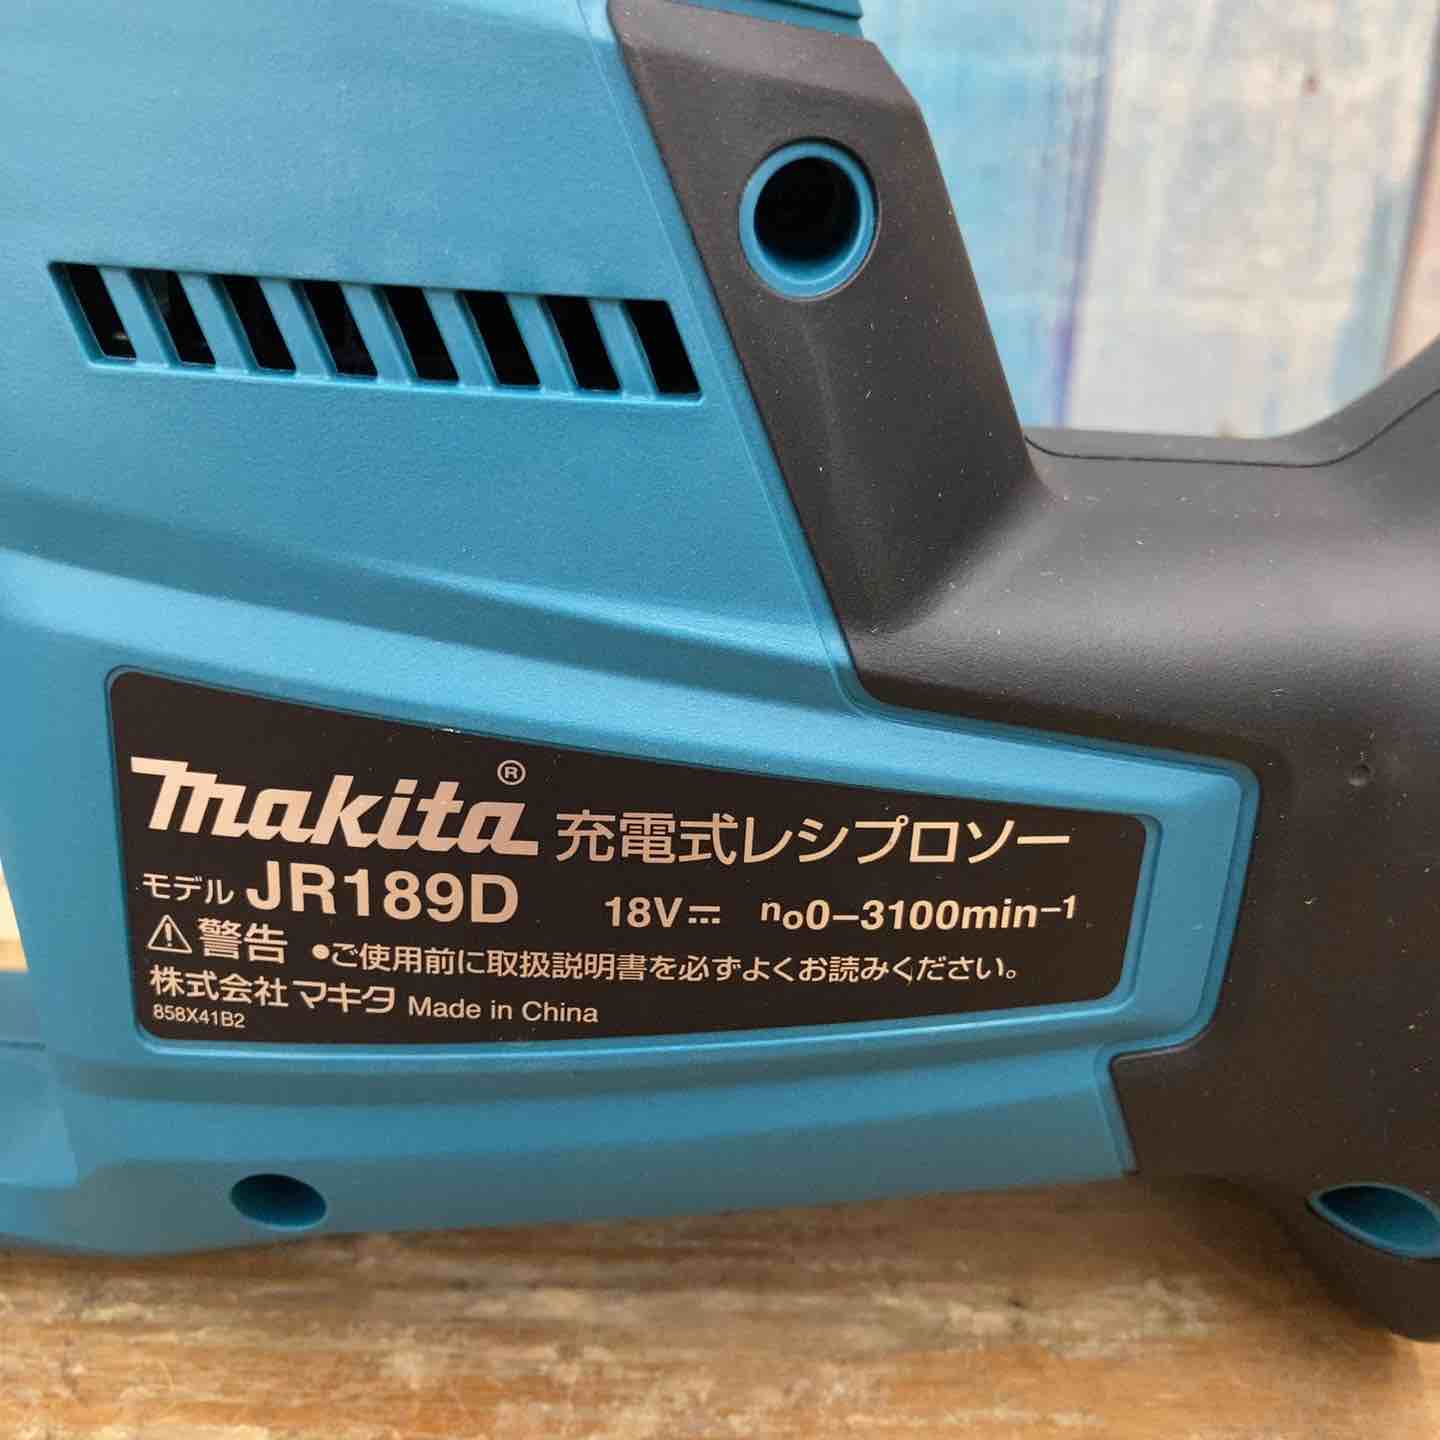 makita® 充電式レシプロソー
モデル JR189D 18V⎓ n₀0–3100min⁻¹
⚠警告 ●ご使用前に取扱説明書を必ずよくお読みください。
株式会社マキタ Made in China
858X41B2